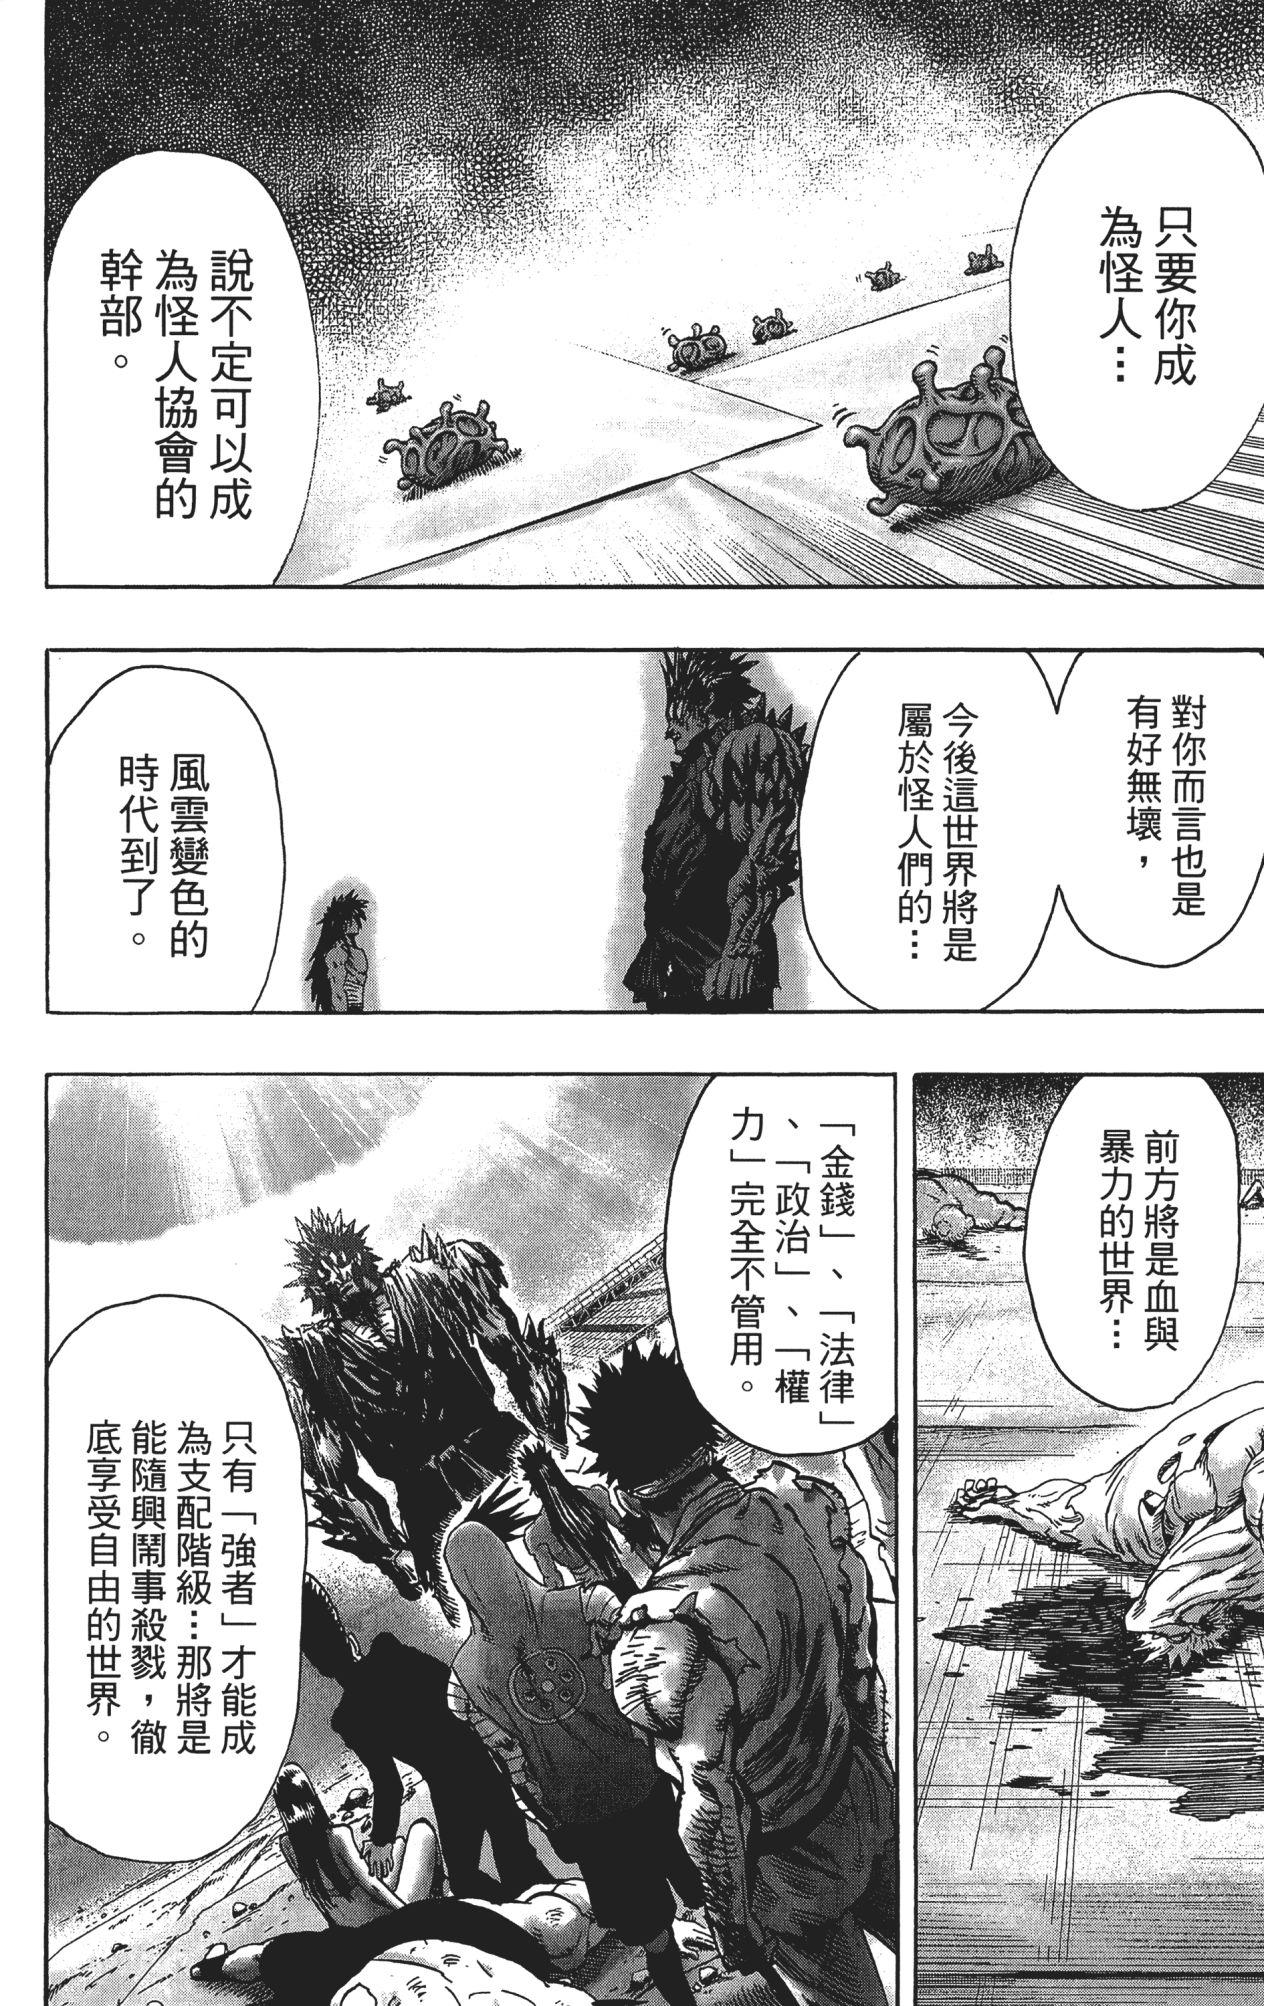 只要你成
為怪人…
說不定可以成
為怪人協會的
幹部。
對你而言也是
有好無壞，
今後這世界將是
屬於怪人們的…
風雲變色的
時代到了。
前方將是血與
暴力的世界…
「金錢」、「法律」
、「政治」、「權
力」完全不管用。
只有「強者」才能成
為支配階級…那將是
能隨興鬧事殺戮，徹
底享受自由的世界。